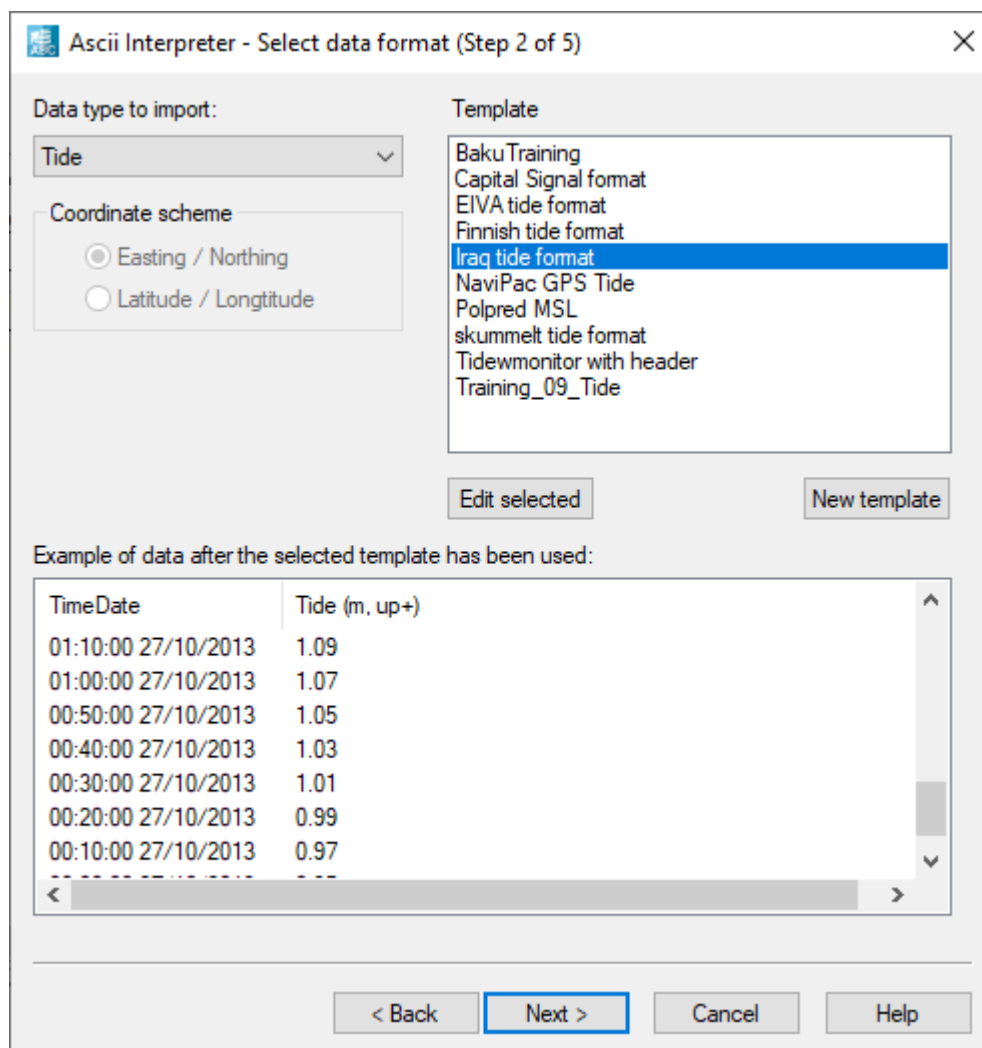 Ascii Interpreter - Select data format (Step 2 of 5)
Data type to import:
Tide
Coordinate scheme
Easting / Northing
Latitude / Longtitude
Template
BakuTraining
Capital Signal format
EIVA tide format
Finnish tide format
Iraq tide format
NaviPac GPS Tide
Polpred MSL
skummelt tide format
Tidewmonitor with header
Training_09_Tide
Edit selected
New template
Example of data after the selected template has been used:
TimeDate Tide (m, up+)
01:10:00 27/10/2013 1.09
01:00:00 27/10/2013 1.07
00:50:00 27/10/2013 1.05
00:40:00 27/10/2013 1.03
00:30:00 27/10/2013 1.01
00:20:00 27/10/2013 0.99
00:10:00 27/10/2013 0.97
< Back
Next >
Cancel
Help